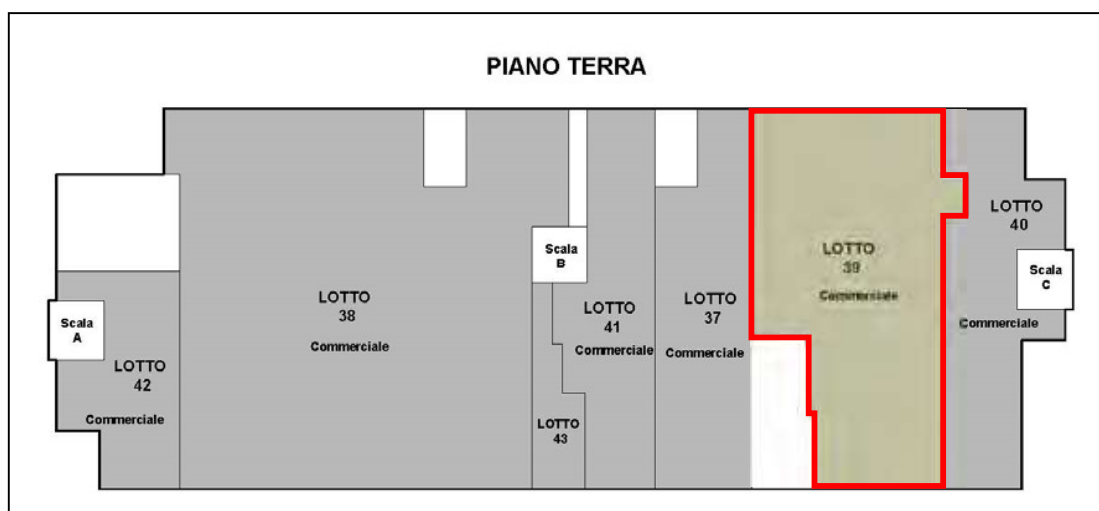 PIANO TERRA
LOTTO
40
Scala
B
LOTTO
39
Scala
C
LOTTO
38
LOTTO
41
LOTTO
37
Commerciale
Scala
A
Commerciale
Commerciale
Commerciale
Commerciale
LOTTO
42
Commerciale
LOTTO
43